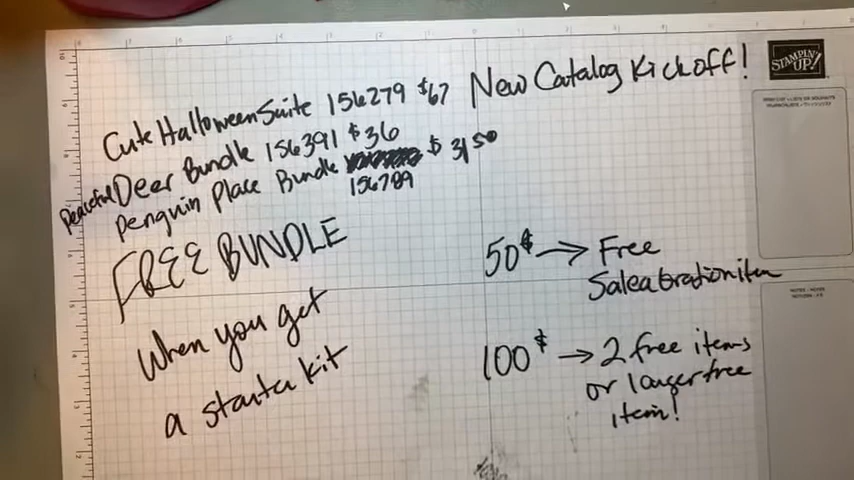 New Catalog Kickoff!
STAMPIN' UP!
Cute Halloween Suite 156279 $67
Peaceful Deer Bundle 156391 $36
Penguin Place Bundle $31 50
156789
FREE BUNDLE
When you get
a starter kit
50$ → Free
Saleabration item
100$ → 2 free items
or larger free
item!